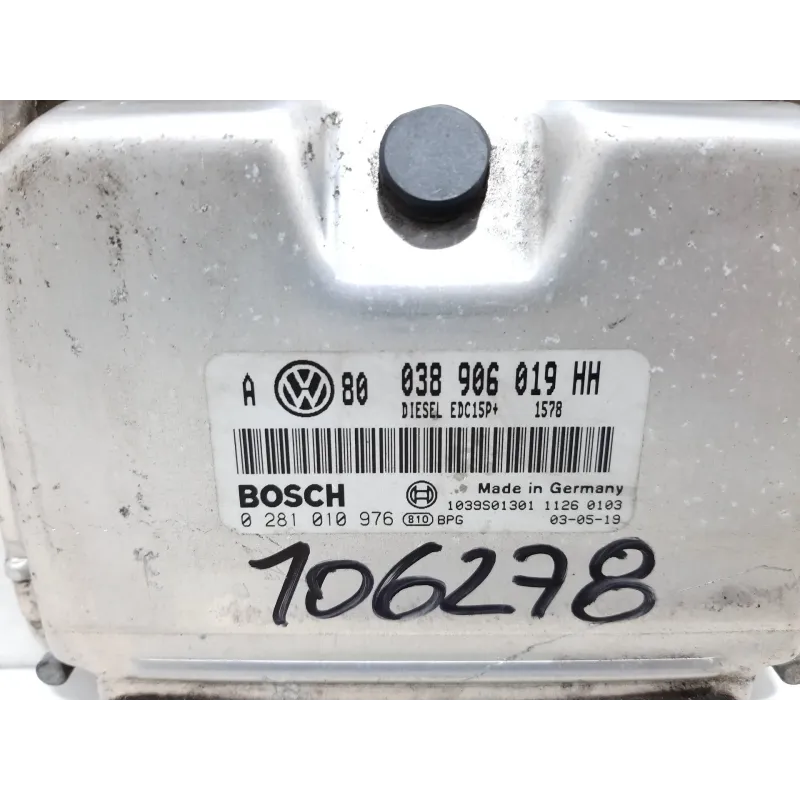 A VW 80 038 906 019 HH
DIESEL EDC15P+ 1578
BOSCH Made in Germany
1039S01301 1126 0103
0 281 010 976 810 BPG 03-05-19
106278